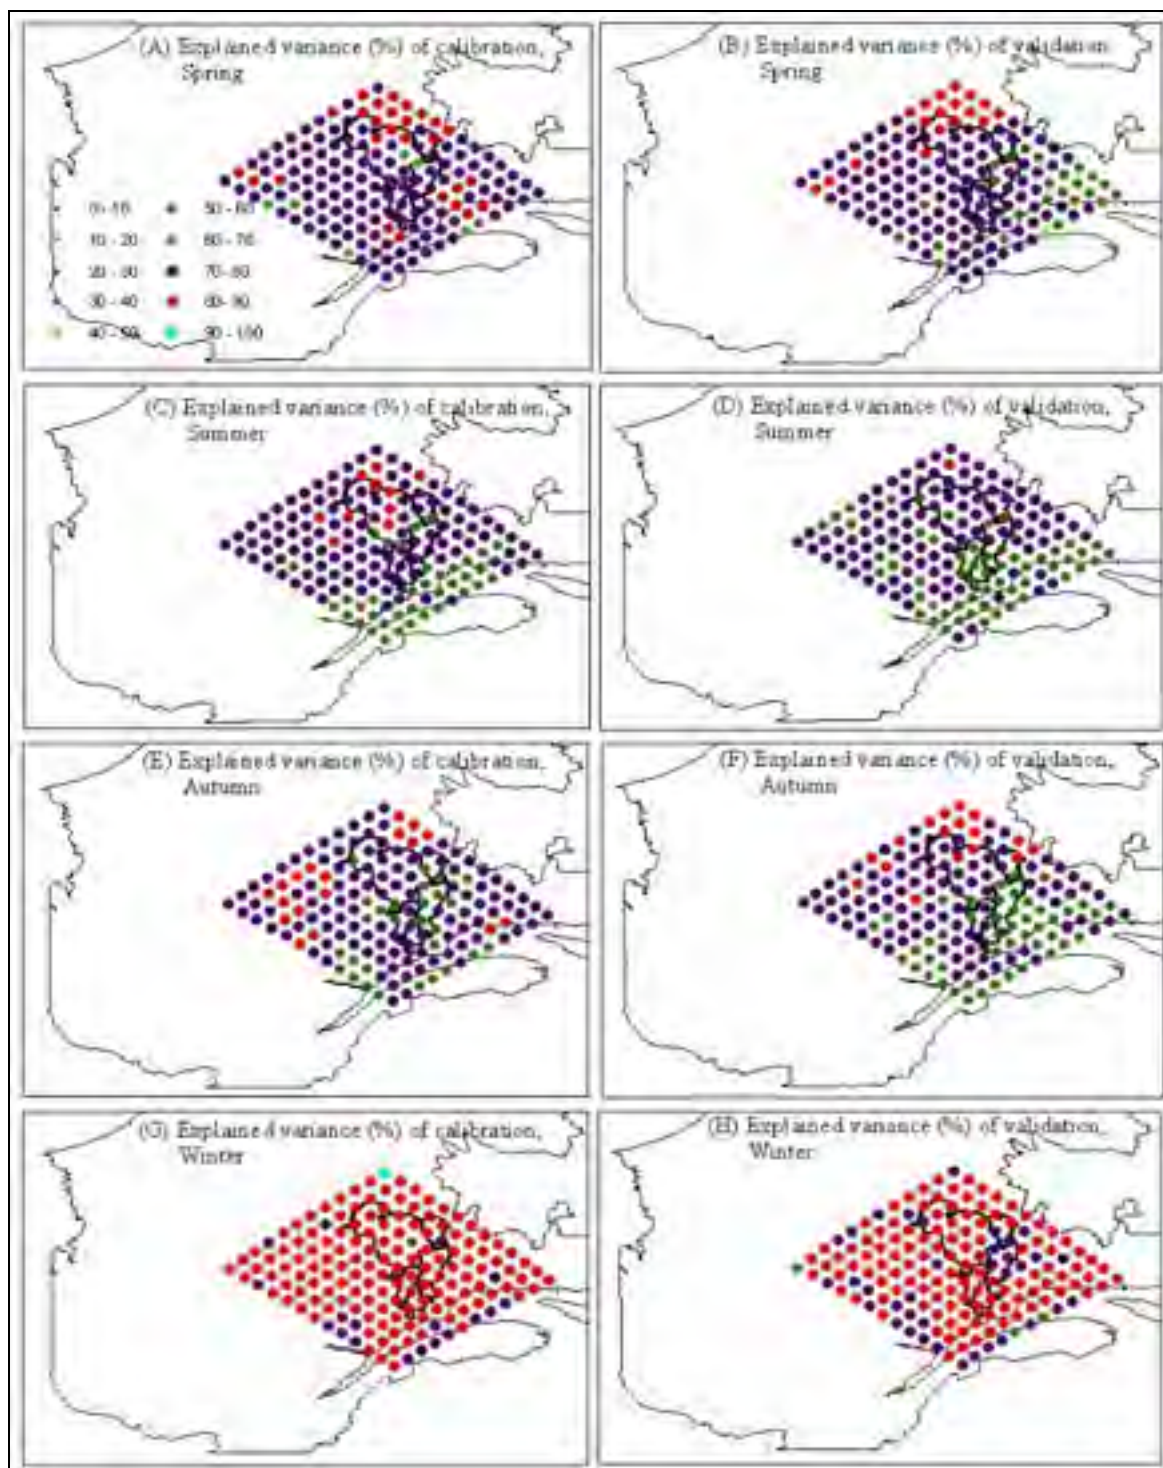 (A) Explained variance (%) of calibration,
Spring
(B) Explained variance (%) of validation
Spring
0-10
50 - 60
10 - 20
60 - 70
20 - 30
70 - 80
30 - 40
80 - 90
40 - 50
90 - 100
(C) Explained variance (%) of calibration,
Summer
(D) Explained variance (%) of validation,
Summer
(E) Explained variance (%) of calibration,
Autumn
(F) Explained variance (%) of validation,
Autumn
(G) Explained variance (%) of calibration,
Winter
(H) Explained variance (%) of validation,
Winter